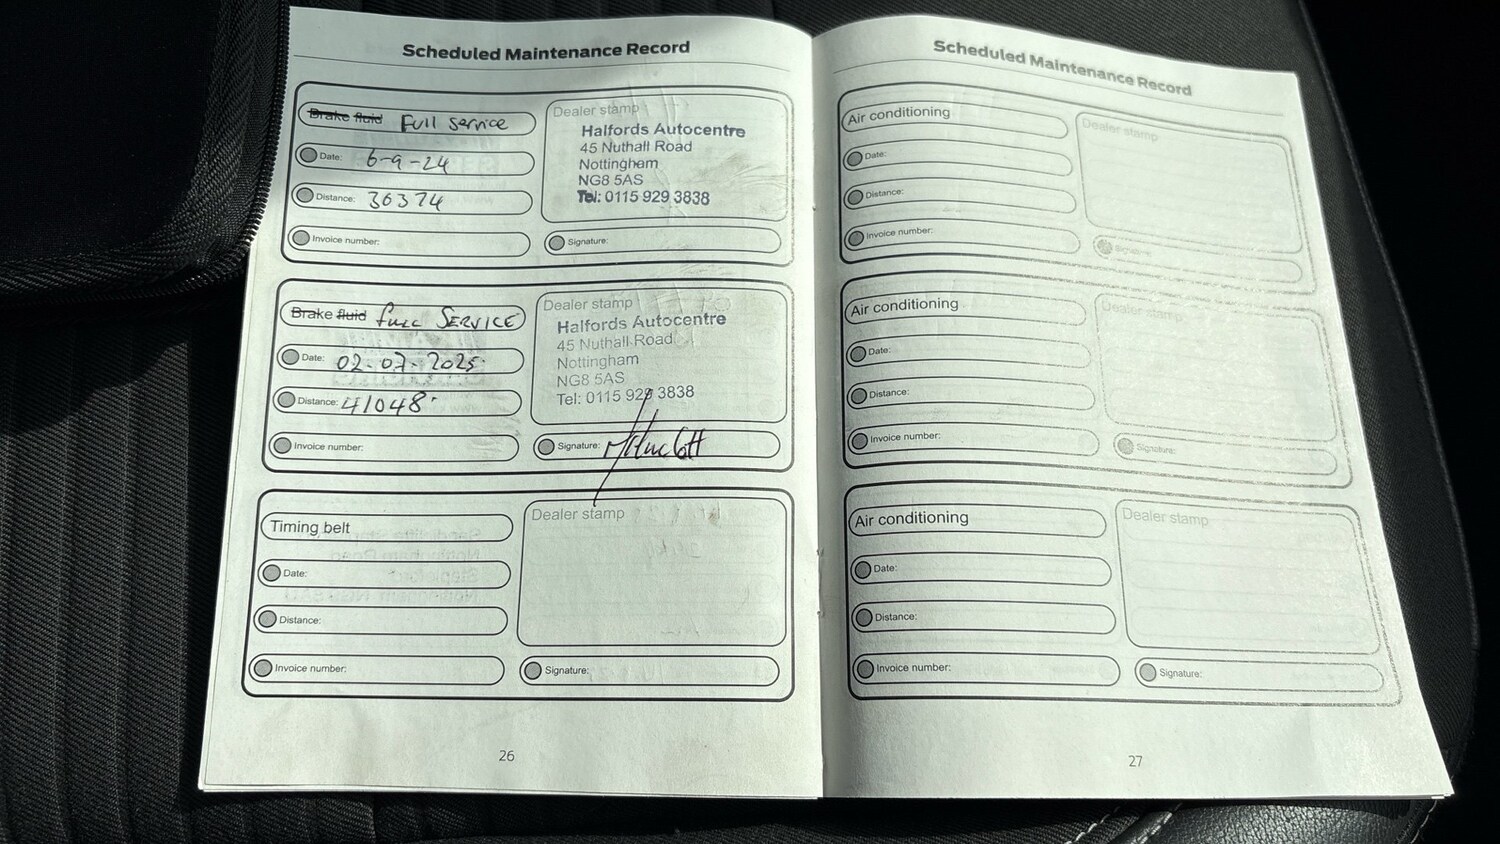 Scheduled Maintenance Record
Brake fluid Full Service
Date: 6-9-24
Distance: 36374
Invoice number:
Dealer stamp
Halfords Autocentre
45 Nuthall Road
Nottingham
NG8 5AS
Tel: 0115 929 3838
Signature:
Brake fluid Full SERVICE
Date: 02-07-2025
Distance: 41048
Invoice number:
Dealer stamp
Halfords Autocentre
45 Nuthall Road
Nottingham
NG8 5AS
Tel: 0115 929 3838
Signature:
Timing belt
Date:
Distance:
Invoice number:
Dealer stamp
Signature:
26
Scheduled Maintenance Record
Air conditioning
Date:
Distance:
Invoice number:
Dealer stamp
Signature:
Air conditioning
Date:
Distance:
Invoice number:
Dealer stamp
Signature:
Air conditioning
Date:
Distance:
Invoice number:
Dealer stamp
Signature:
27